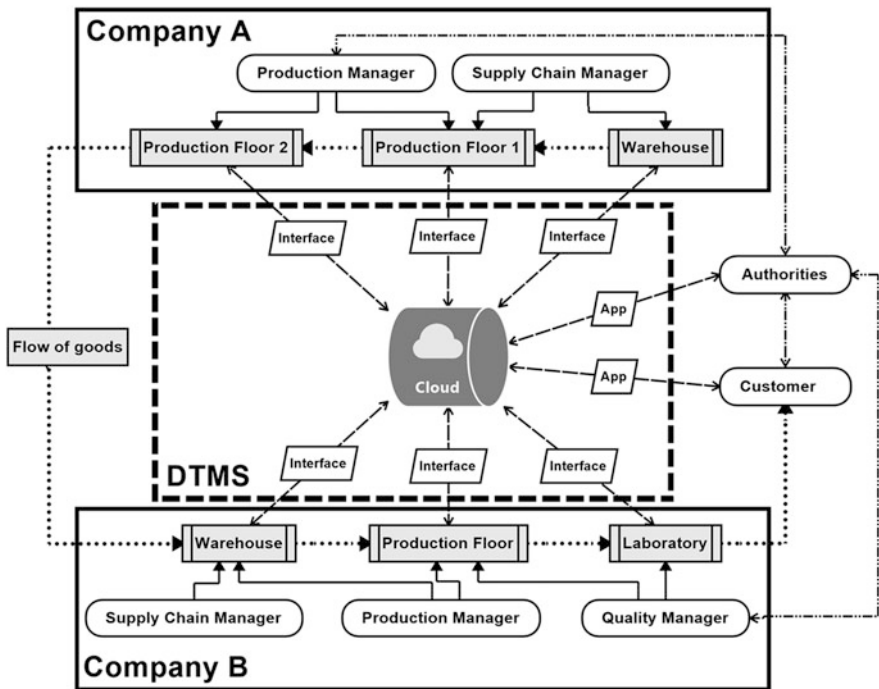 Company A
Production Manager
Supply Chain Manager
Production Floor 2
Production Floor 1
Warehouse
Interface
Interface
Interface
Authorities
App
Flow of goods
Cloud
App
Customer
Interface
Interface
Interface
DTMS
Warehouse
Production Floor
Laboratory
Supply Chain Manager
Production Manager
Quality Manager
Company B